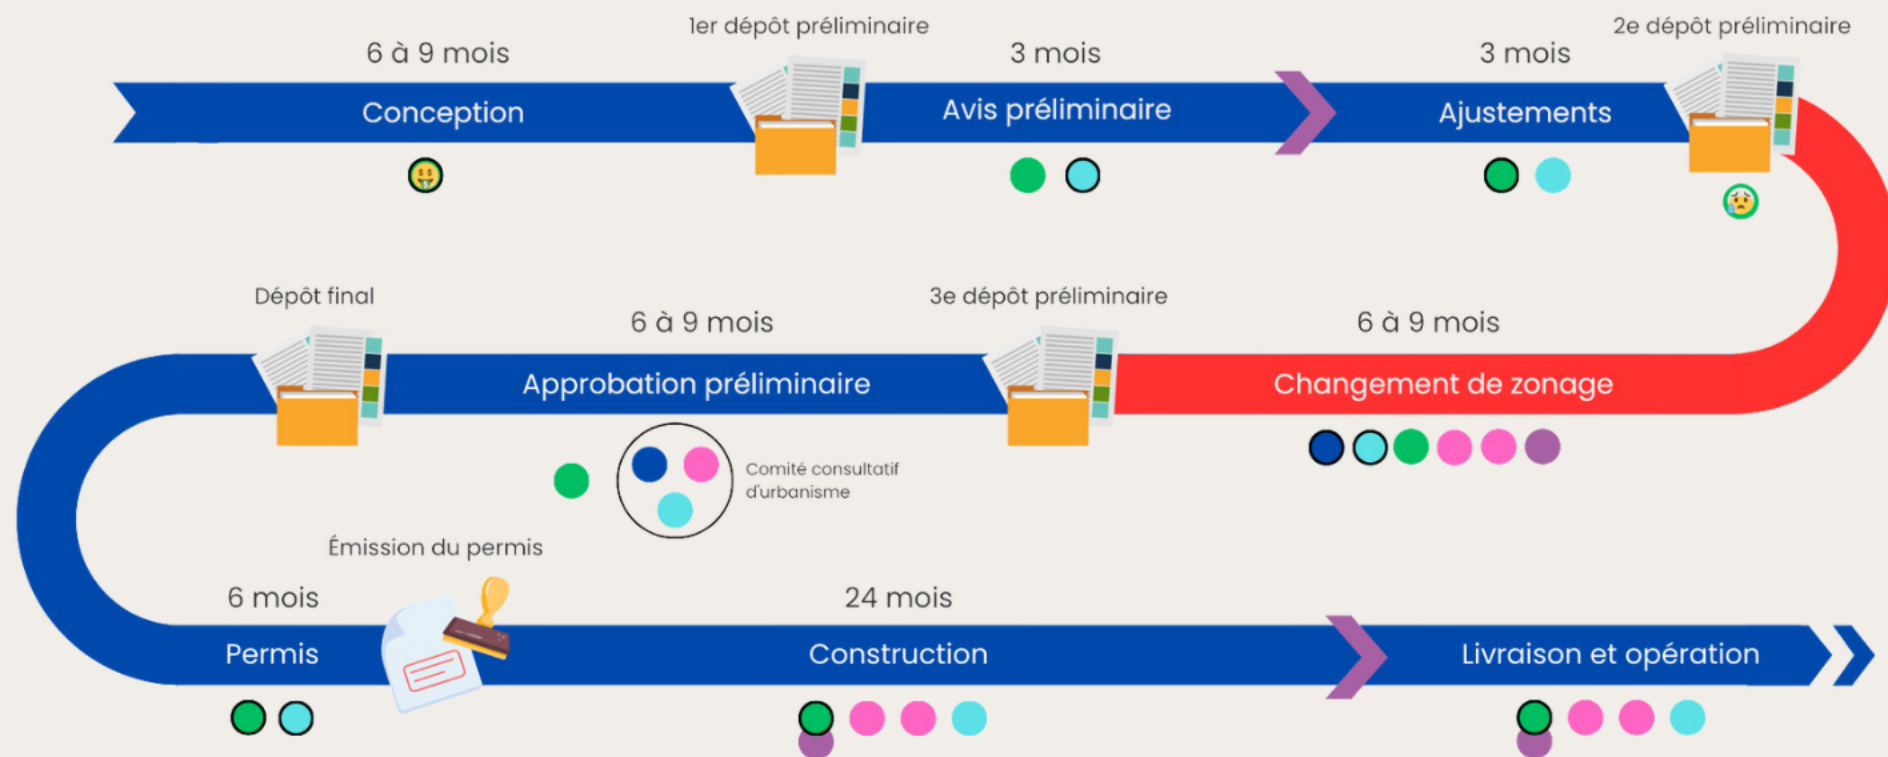 1er dépôt préliminaire
2e dépôt préliminaire
6 à 9 mois
3 mois
3 mois
Conception
Avis préliminaire
Ajustements
Dépôt final
3e dépôt préliminaire
6 à 9 mois
6 à 9 mois
Approbation préliminaire
Changement de zonage
Comité consultatif
d'urbanisme
Émission du permis
6 mois
24 mois
Permis
Construction
Livraison et opération